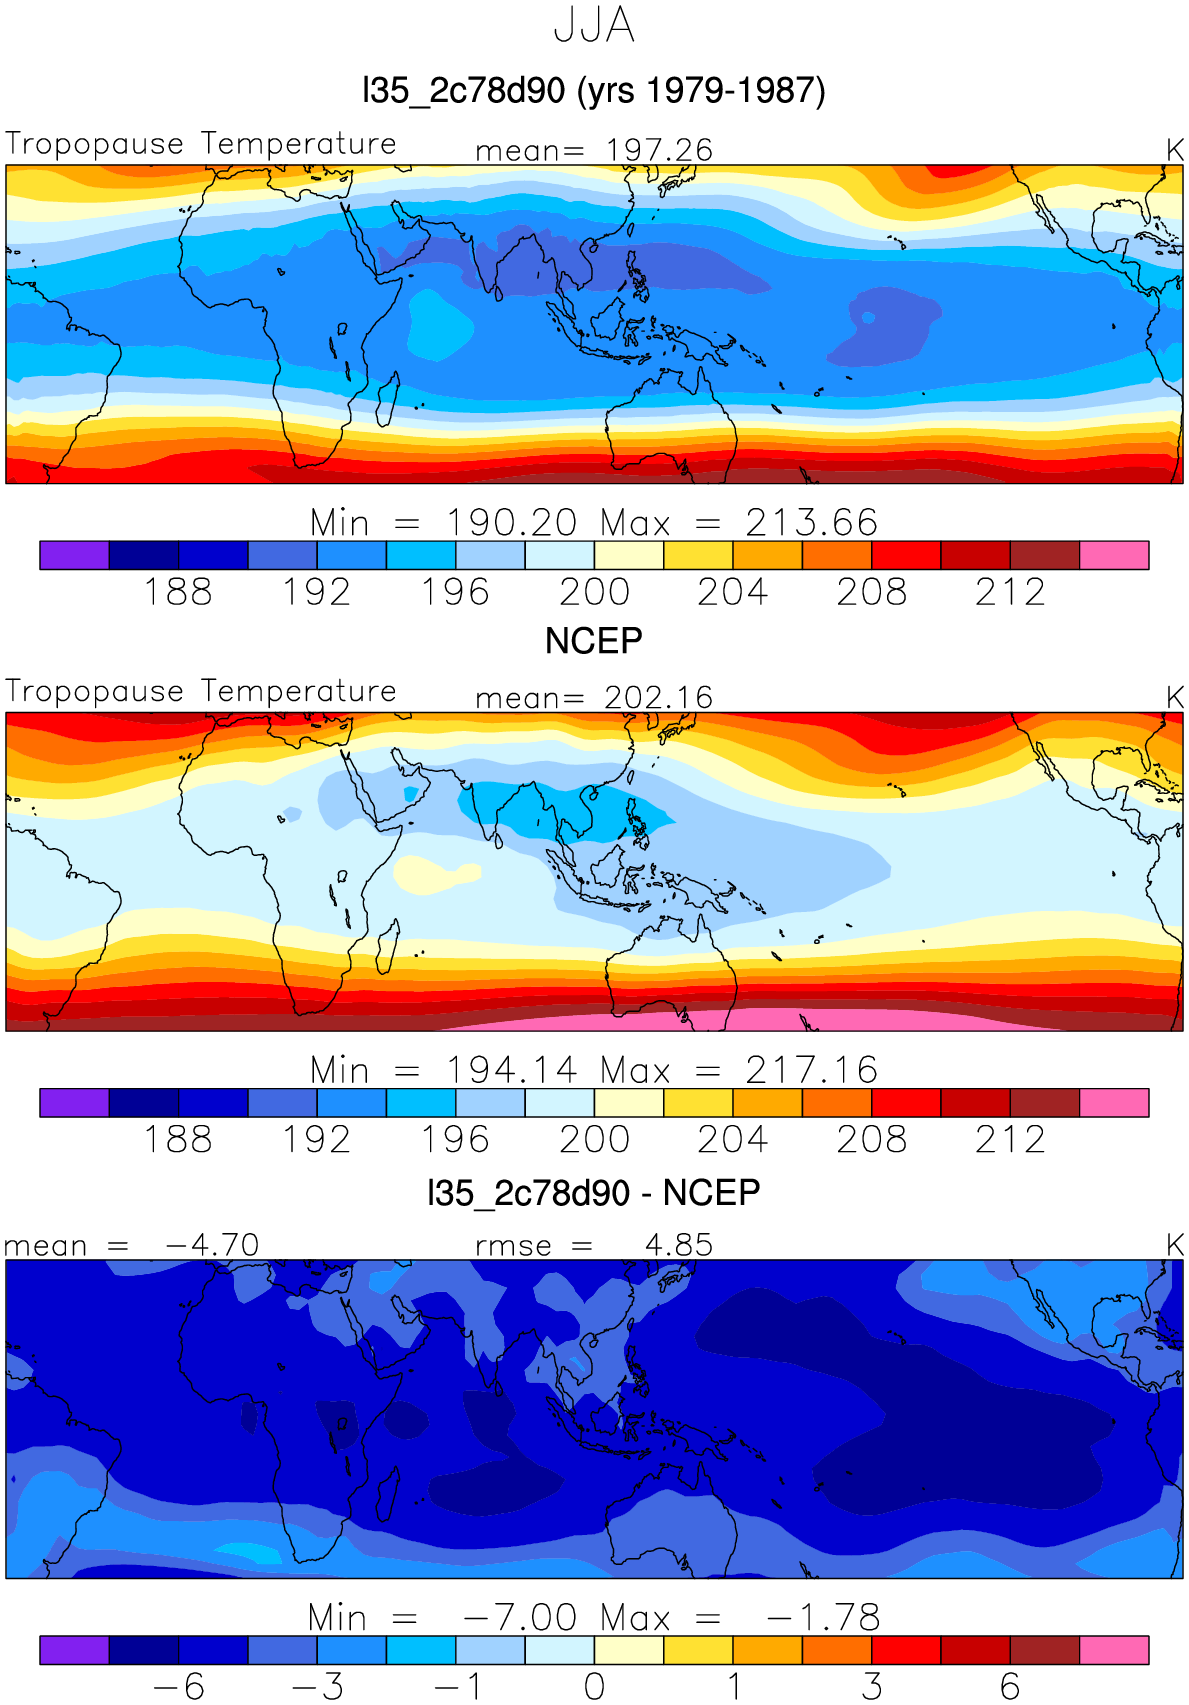 JJA
l35_2c78d90 (yrs 1979-1987)
Tropopause Temperature mean= 197.26 K
Min = 190.20 Max = 213.66
188 192 196 200 204 208 212
NCEP
Tropopause Temperature mean= 202.16 K
Min = 194.14 Max = 217.16
188 192 196 200 204 208 212
l35_2c78d90 - NCEP
mean = -4.70 rmse = 4.85 K
Min = -7.00 Max = -1.78
-6 -3 -1 0 1 3 6